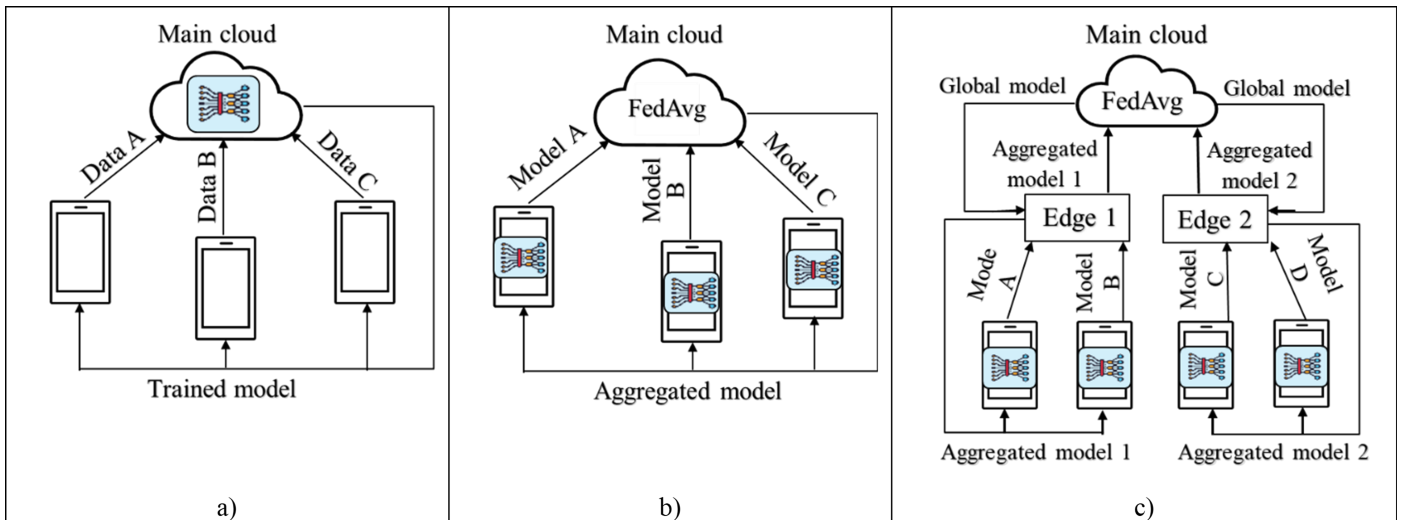 Main cloud
Data A
Data B
Data C
Trained model
a)
Main cloud
FedAvg
Model A
Model
B
Model C
Aggregated model
b)
Main cloud
Global model
FedAvg
Global model
Aggregated
model 1
Aggregated
model 2
Edge 1
Edge 2
Mode
A
Model
B
Model
C
Model
D
Aggregated model 1
Aggregated model 2
c)